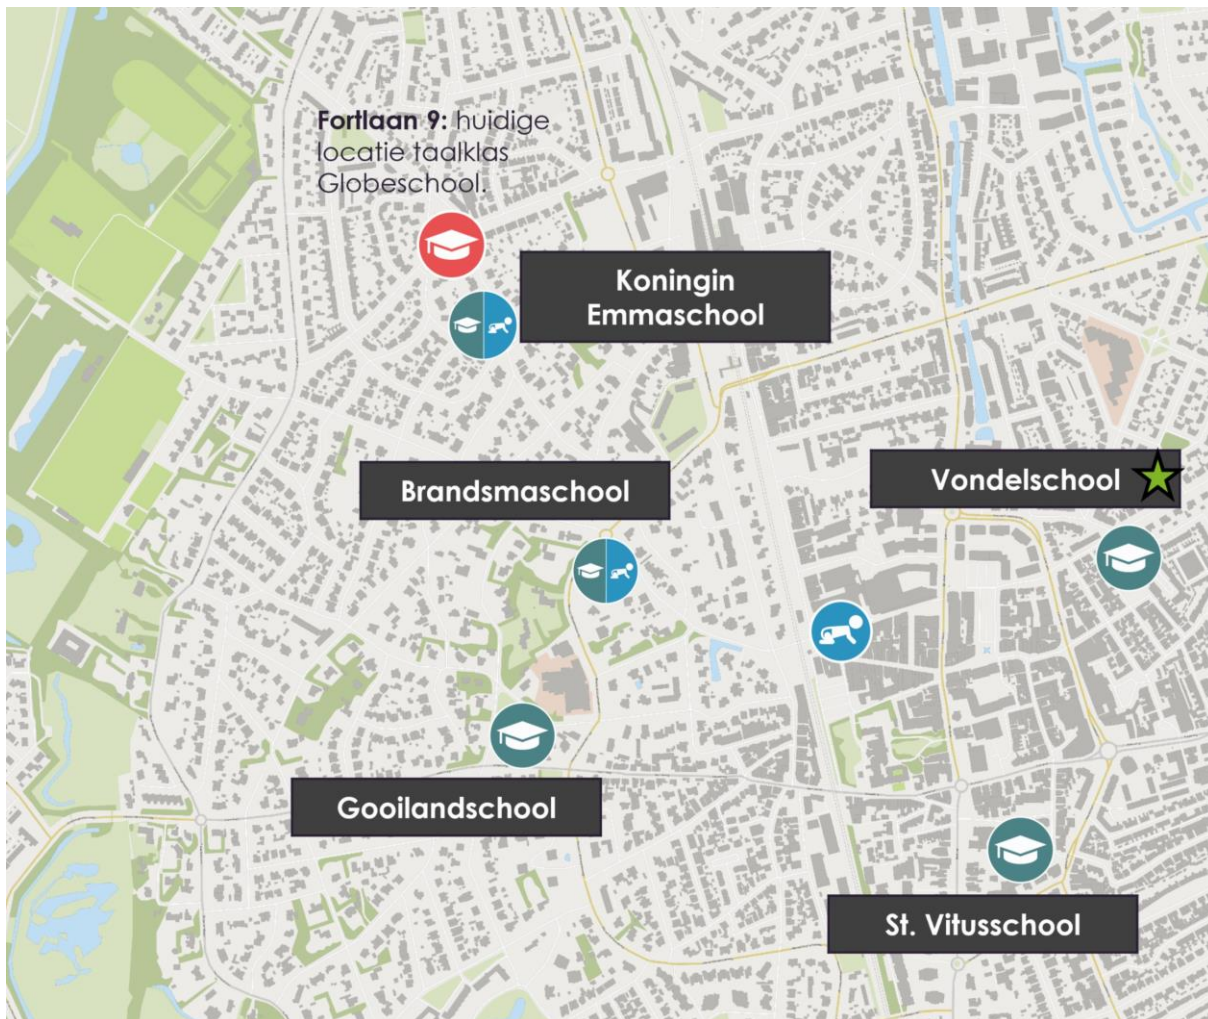 Fortlaan 9: huidige
locatie taalklas
Globeschool.
Koningin
Emmaschool
Brandsmaschool
Vondelschool
Gooilandschool
St. Vitusschool